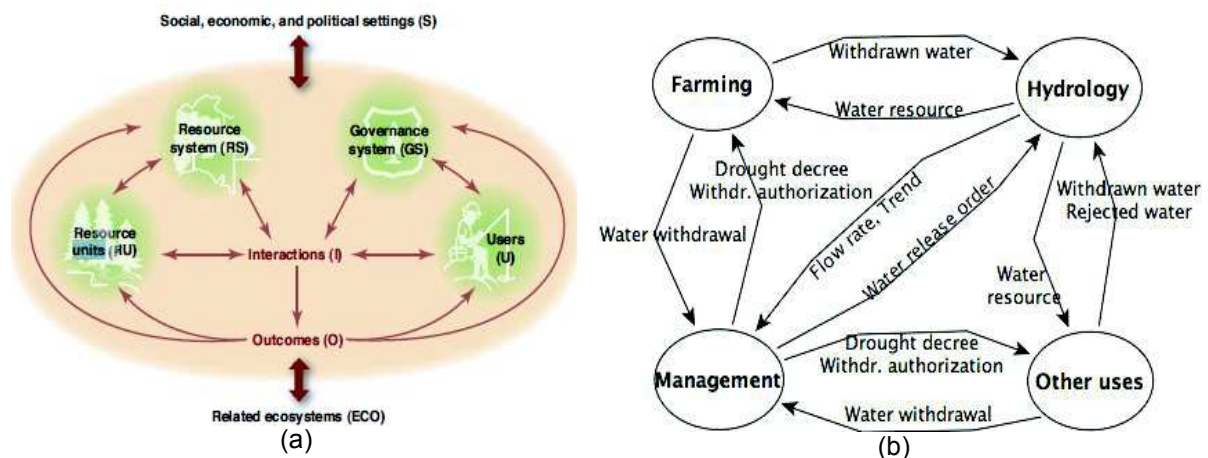 Social, economic, and political settings (S)
Resource
system (RS)
Governance
system (GS)
Resource
units (RU)
Interactions (I)
Users
(U)
Outcomes (O)
Related ecosystems (ECO)
(a)
Farming
Withdrawn water
Hydrology
Water resource
Drought decree
Withdr. authorization
Water withdrawal
Flow rate, Trend
Water release order
Withdrawn water
Rejected water
Water
resource
Management
Drought decree
Withdr. authorization
Other uses
Water withdrawal
(b)